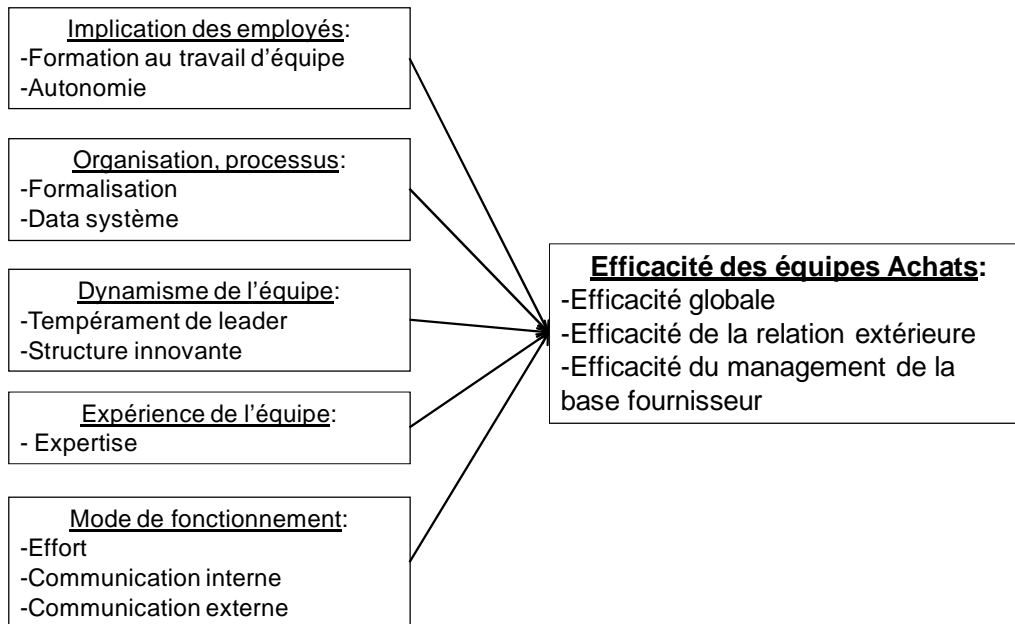 Implication des employés:
-Formation au travail d’équipe
-Autonomie
Organisation, processus:
-Formalisation
-Data système
Dynamisme de l’équipe:
-Tempérament de leader
-Structure innovante
Expérience de l’équipe:
- Expertise
Mode de fonctionnement:
-Effort
-Communication interne
-Communication externe
Efficacité des équipes Achats:
-Efficacité globale
-Efficacité de la relation extérieure
-Efficacité du management de la
base fournisseur